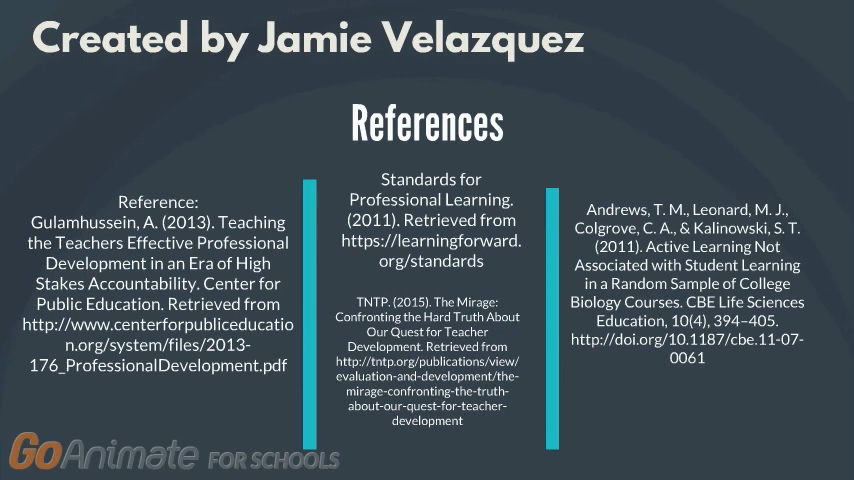 Created by Jamie Velazquez
References
Reference:
Gulamhussein, A. (2013). Teaching
the Teachers Effective Professional
Development in an Era of High
Stakes Accountability. Center for
Public Education. Retrieved from
http://www.centerforpubliceducatio
n.org/system/files/2013-
176_ProfessionalDevelopment.pdf
Standards for
Professional Learning.
(2011). Retrieved from
https://learningforward.
org/standards
TNTP. (2015). The Mirage:
Confronting the Hard Truth About
Our Quest for Teacher
Development. Retrieved from
http://tntp.org/publications/view/
evaluation-and-development/the-
mirage-confronting-the-truth-
about-our-quest-for-teacher-
development
Andrews, T. M., Leonard, M. J.,
Colgrove, C. A., & Kalinowski, S. T.
(2011). Active Learning Not
Associated with Student Learning
in a Random Sample of College
Biology Courses. CBE Life Sciences
Education, 10(4), 394–405.
http://doi.org/10.1187/cbe.11-07-
0061
GoAnimate FOR SCHOOLS